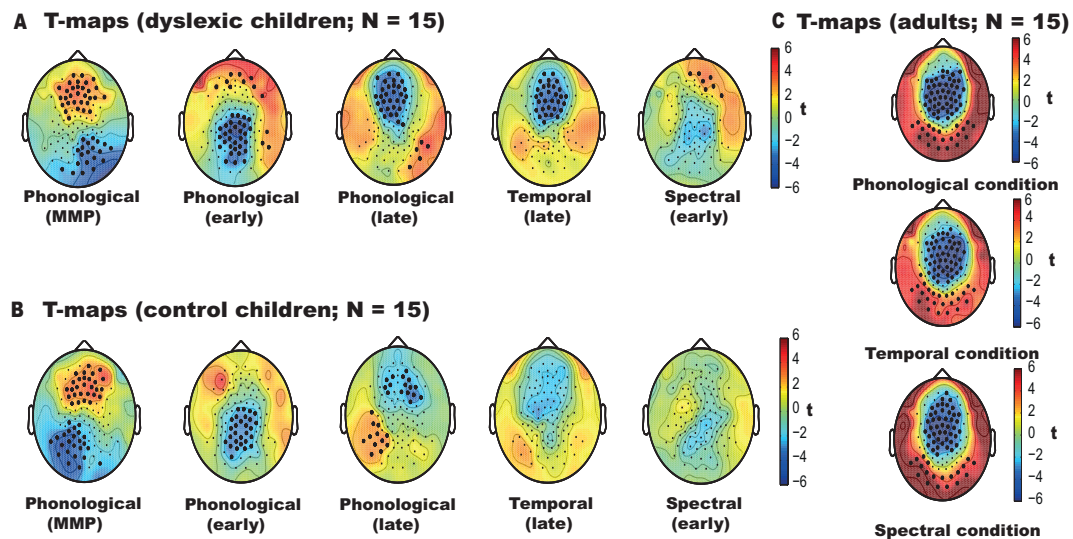 A T-maps (dyslexic children; N = 15)
Phonological
(MMP)
Phonological
(early)
Phonological
(late)
Temporal
(late)
Spectral
(early)
6
4
2
0
−2
−4
−6
t
B T-maps (control children; N = 15)
Phonological
(MMP)
Phonological
(early)
Phonological
(late)
Temporal
(late)
Spectral
(early)
6
4
2
0
−2
−4
−6
t
C T-maps (adults; N = 15)
6
4
2
0
−2
−4
−6
t
Phonological condition
6
4
2
0
−2
−4
−6
t
Temporal condition
6
4
2
0
−2
−4
−6
t
Spectral condition